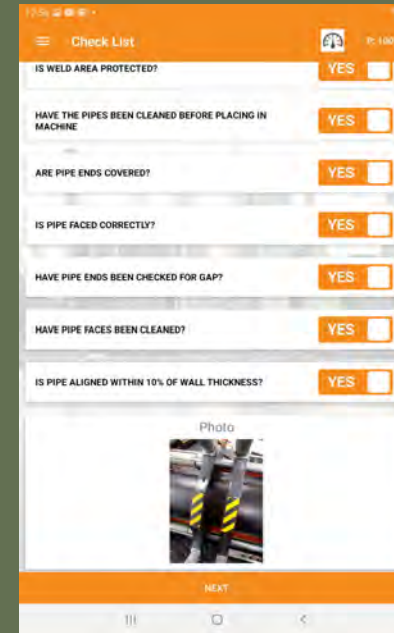 Check List
IS WELD AREA PROTECTED?
YES
HAVE THE PIPES BEEN CLEANED BEFORE PLACING IN
MACHINE
YES
ARE PIPE ENDS COVERED?
YES
IS PIPE FACED CORRECTLY?
YES
HAVE PIPE ENDS BEEN CHECKED FOR GAP?
YES
HAVE PIPE FACES BEEN CLEANED?
YES
IS PIPE ALIGNED WITHIN 10% OF WALL THICKNESS?
YES
Photo
NEXT